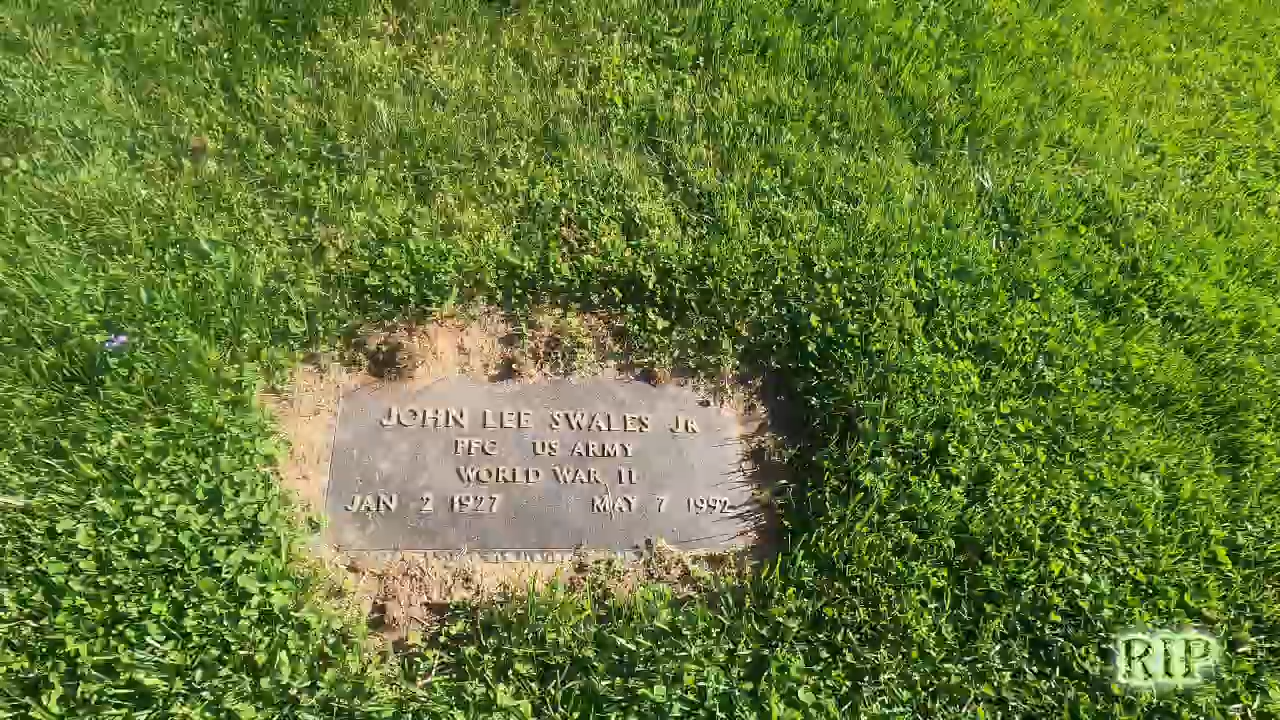 JOHN LEE SWALES JR
PFC US ARMY
WORLD WAR II
JAN 2 1927 MAY 7 1992
RIP